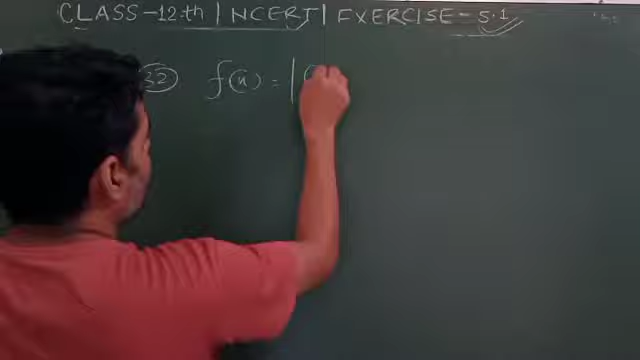 CLASS-12th | NCERT | EXERCISE - 5.1
32 f(x) = |